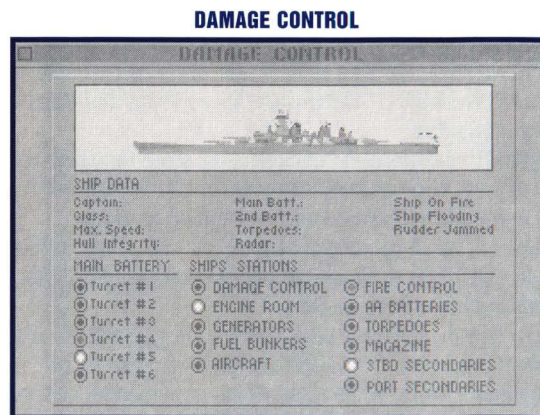 DAMAGE CONTROL
DAMAGE CONTROL
SHIP DATA
Captain: Main Batt.: Ship On Fire
Class: 2nd Batt.: Ship Flooding
Max. Speed: Torpedoes: Rudder Jammed
Hull Integrity: Radar:
MAIN BATTERY SHIPS STATIONS
Turret #1 DAMAGE CONTROL FIRE CONTROL
Turret #2 ENGINE ROOM AA BATTERIES
Turret #3 GENERATORS TORPEDOES
Turret #4 FUEL BUNKERS MAGAZINE
Turret #5 AIRCRAFT STBD SECONDARIES
Turret #6 PORT SECONDARIES